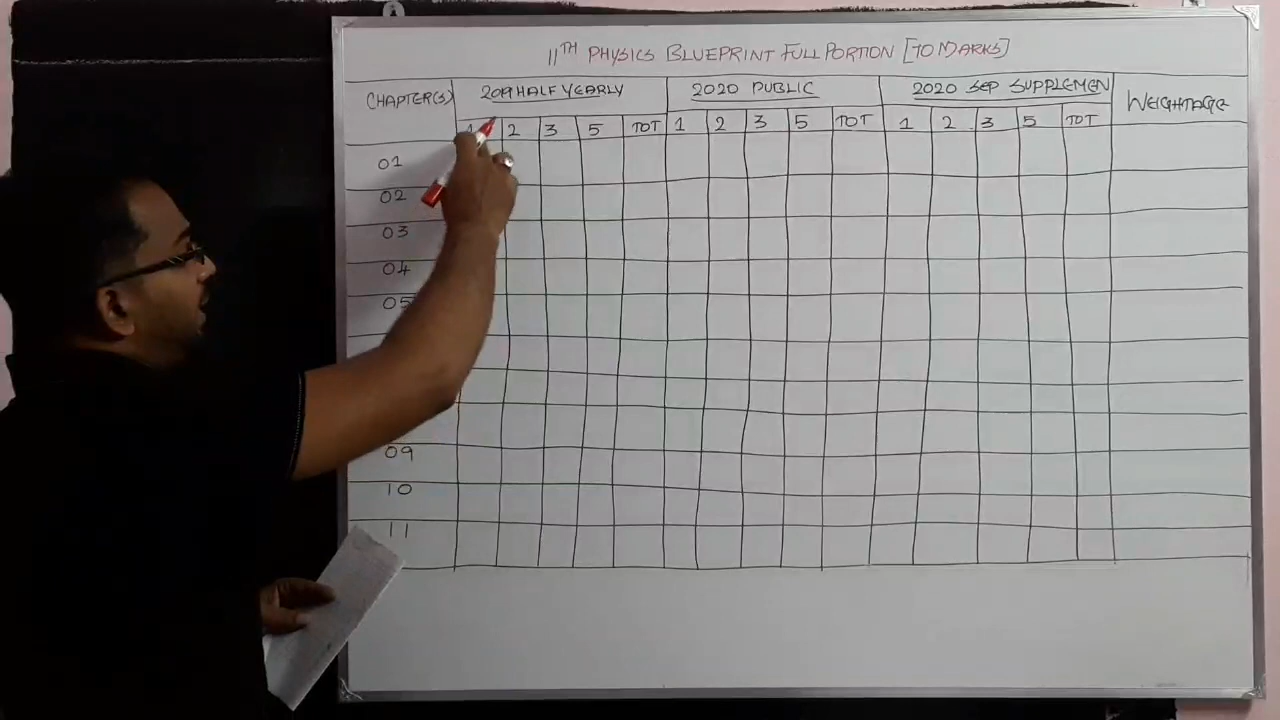 11TH PHYSICS BLUEPRINT FULL PORTION [70 MARKS]
CHAPTER(S) 2019 HALF YEARLY 2020 PUBLIC 2020 SEP SUPPLEMEN WEIGHTAGE
1 2 3 5 TOT 1 2 3 5 TOT 1 2 3 5 TOT
01
02
03
04
05
09
10
11